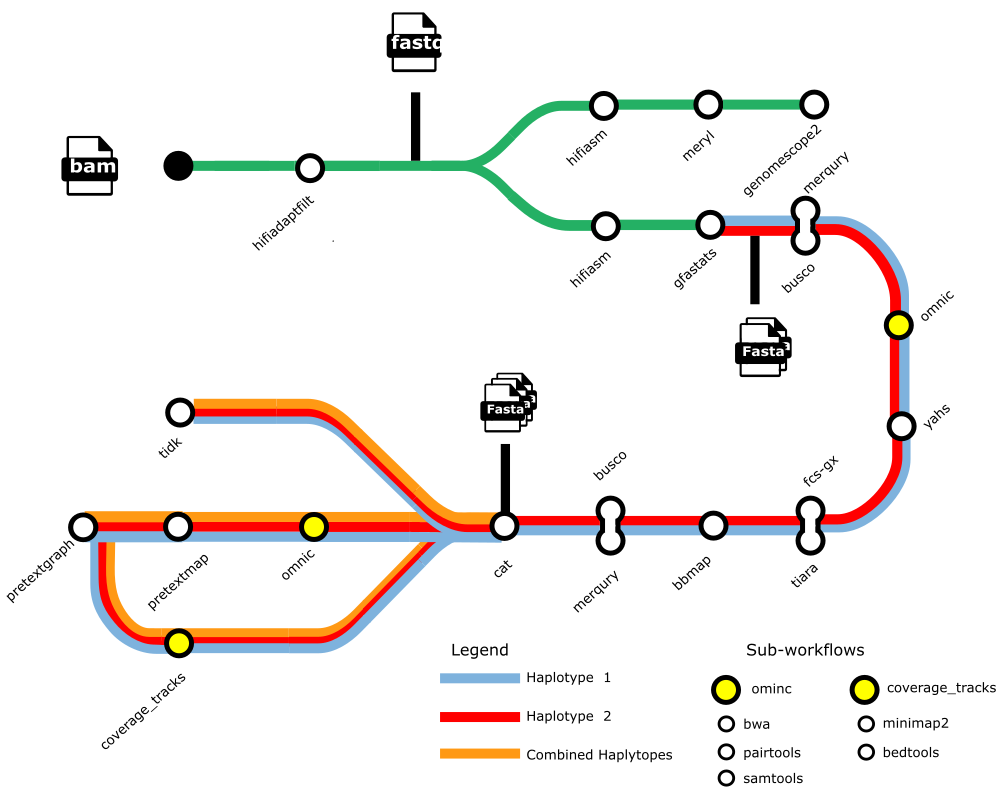 fastq
bam
hifiasm
meryl
genomescope2
merqury
hifiadaptfilt
hifiasm
gfastats
busco
omnic
Fasta
Fasta
yahs
tidk
busco
fcs-gx
pretextgraph
pretextmap
omnic
cat
merqury
bbmap
tiara
coverage_tracks
Legend
Haplotype 1
Haplotype 2
Combined Haplytopes
Sub-workflows
ominc
coverage_tracks
bwa
minimap2
pairtools
bedtools
samtools